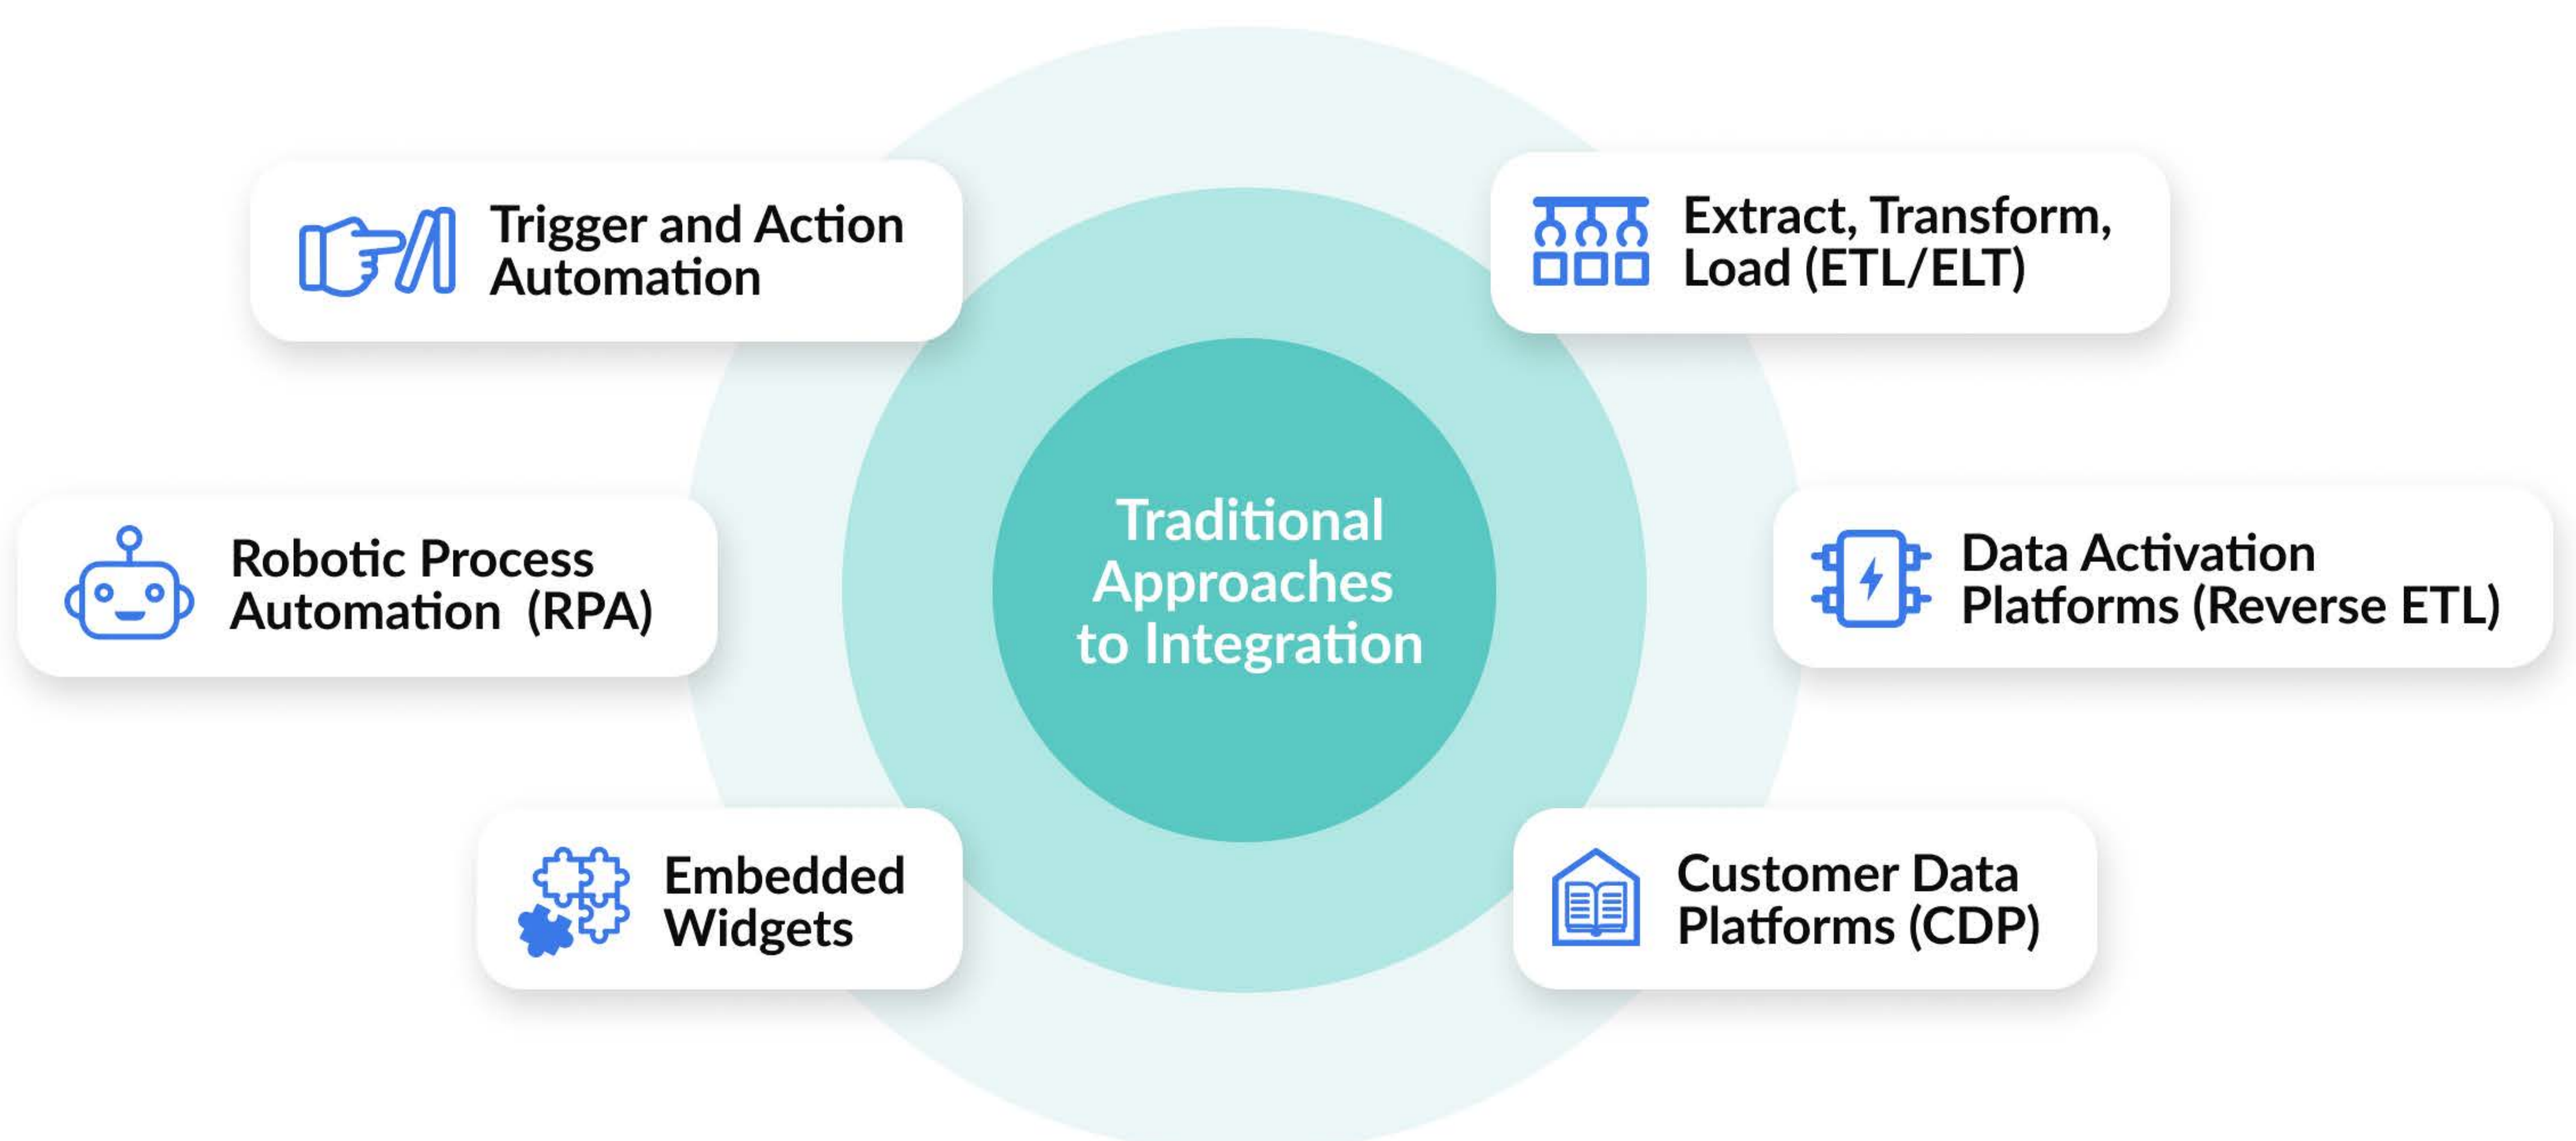 Trigger and Action
Automation
Extract, Transform,
Load (ETL/ELT)
Robotic Process
Automation (RPA)
Traditional
Approaches
to Integration
Data Activation
Platforms (Reverse ETL)
Embedded
Widgets
Customer Data
Platforms (CDP)